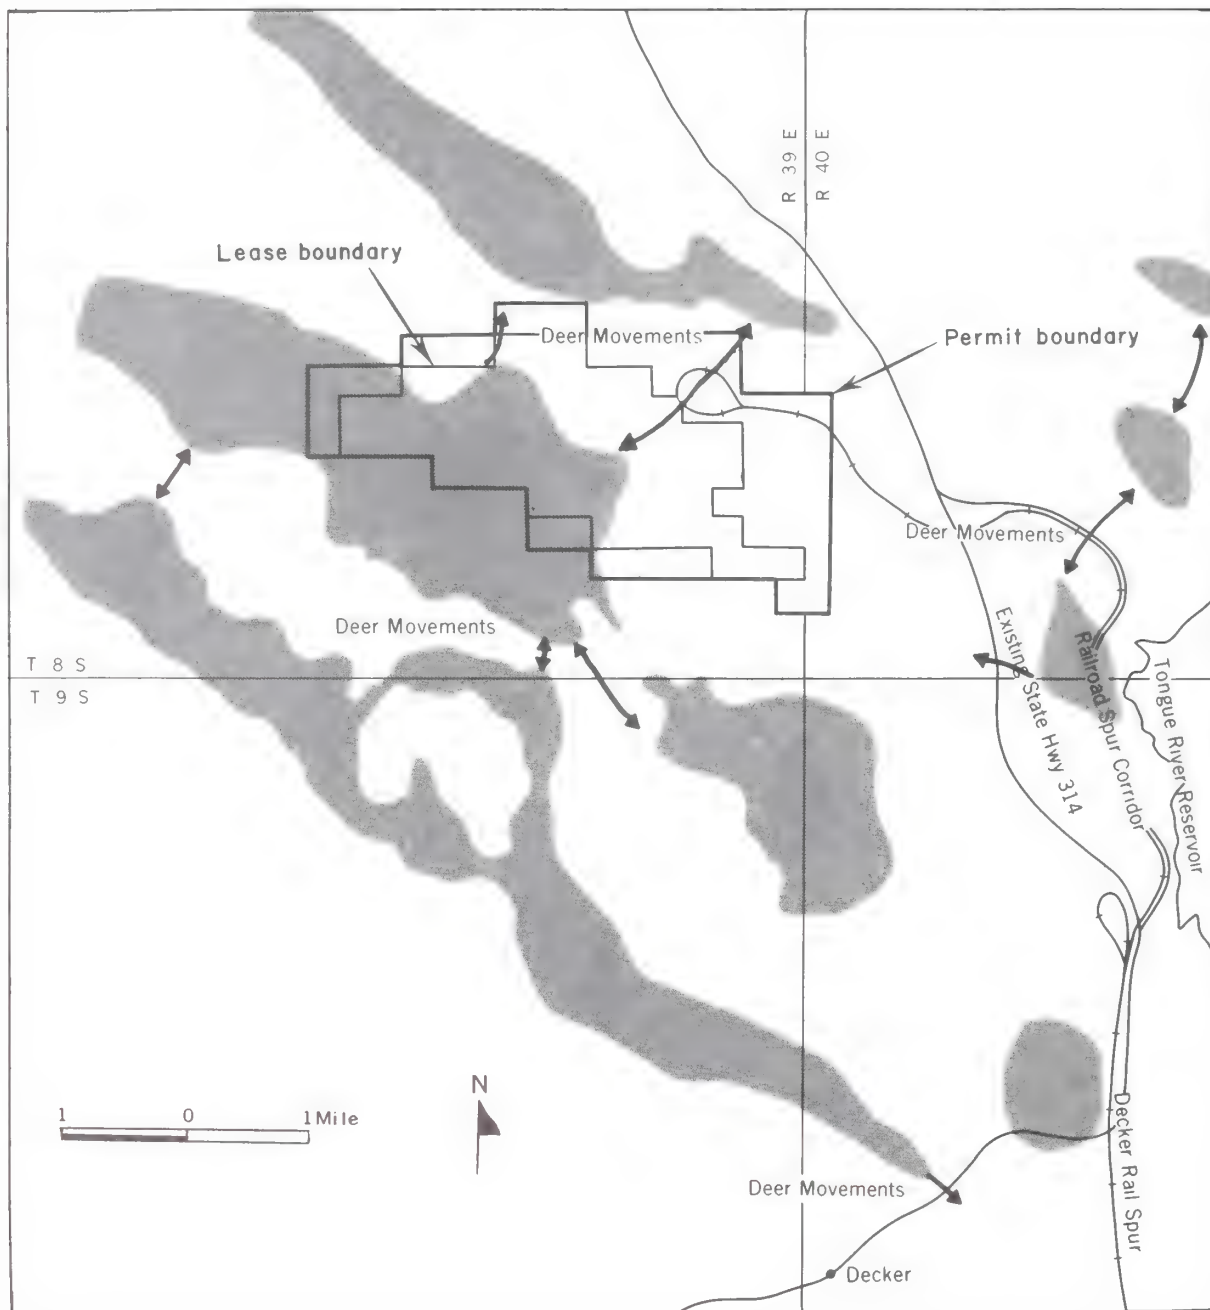 R 39 E
R 40 E
Lease boundary
Deer Movements
Permit boundary
Deer Movements
Deer Movements
T 8 S
T 9 S
Existing State Hwy 314
Railroad Spur Corridor
Tongue River Reservoir
N
1 0 1 Mile
Decker Rail Spur
Deer Movements
Decker